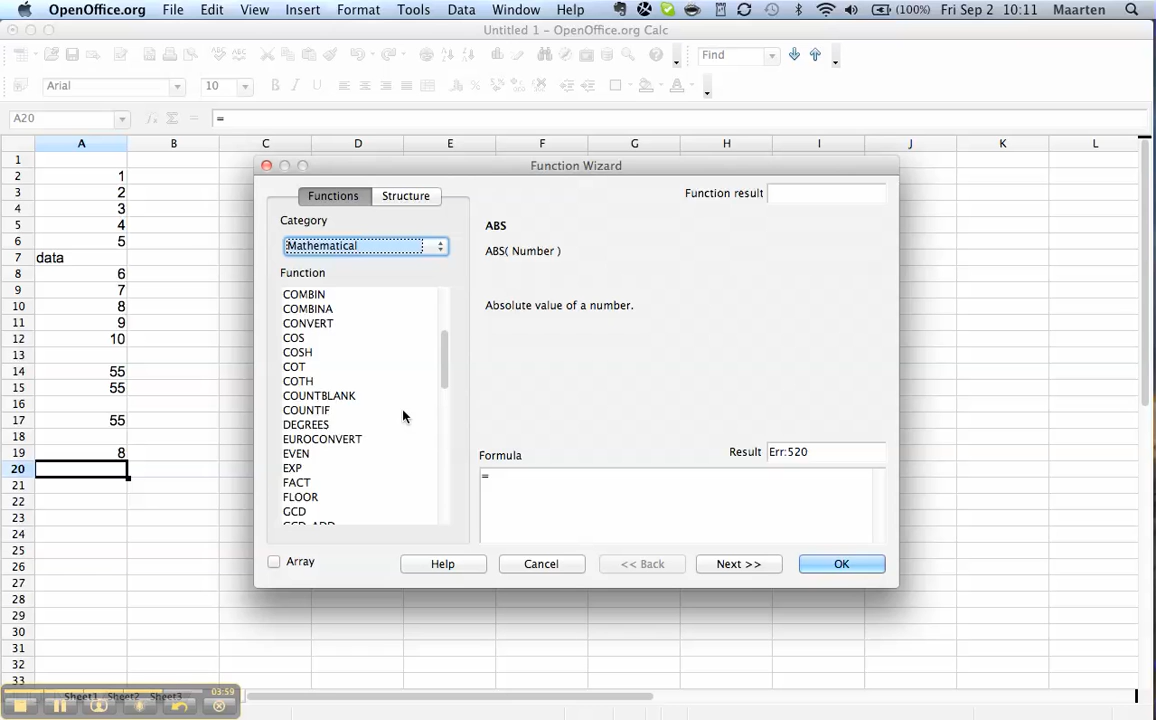 OpenOffice.org File Edit View Insert Format Tools Data Window Help (100%) Fri Sep 2 10:11 Maarten
Untitled 1 - OpenOffice.org Calc
Find
Arial 10
A20 =
A B C D E F G H I J K L
1
2 1
3 2
4 3
5 4
6 5
7 data
8 6
9 7
10 8
11 9
12 10
13
14 55
15 55
16
17 55
18
19 8
20
21
22
23
24
25
26
27
28
29
30
31
32
33
Function Wizard
Functions Structure
Function result
Category
Mathematical
Function
COMBIN
COMBINA
CONVERT
COS
COSH
COT
COTH
COUNTBLANK
COUNTIF
DEGREES
EUROCONVERT
EVEN
EXP
FACT
FLOOR
GCD
GCD_ADD
ABS
ABS( Number )
Absolute value of a number.
Formula
Result Err:520
=
Array
Help Cancel << Back Next >> OK
Sheet1 Sheet2 Sheet3
03:59